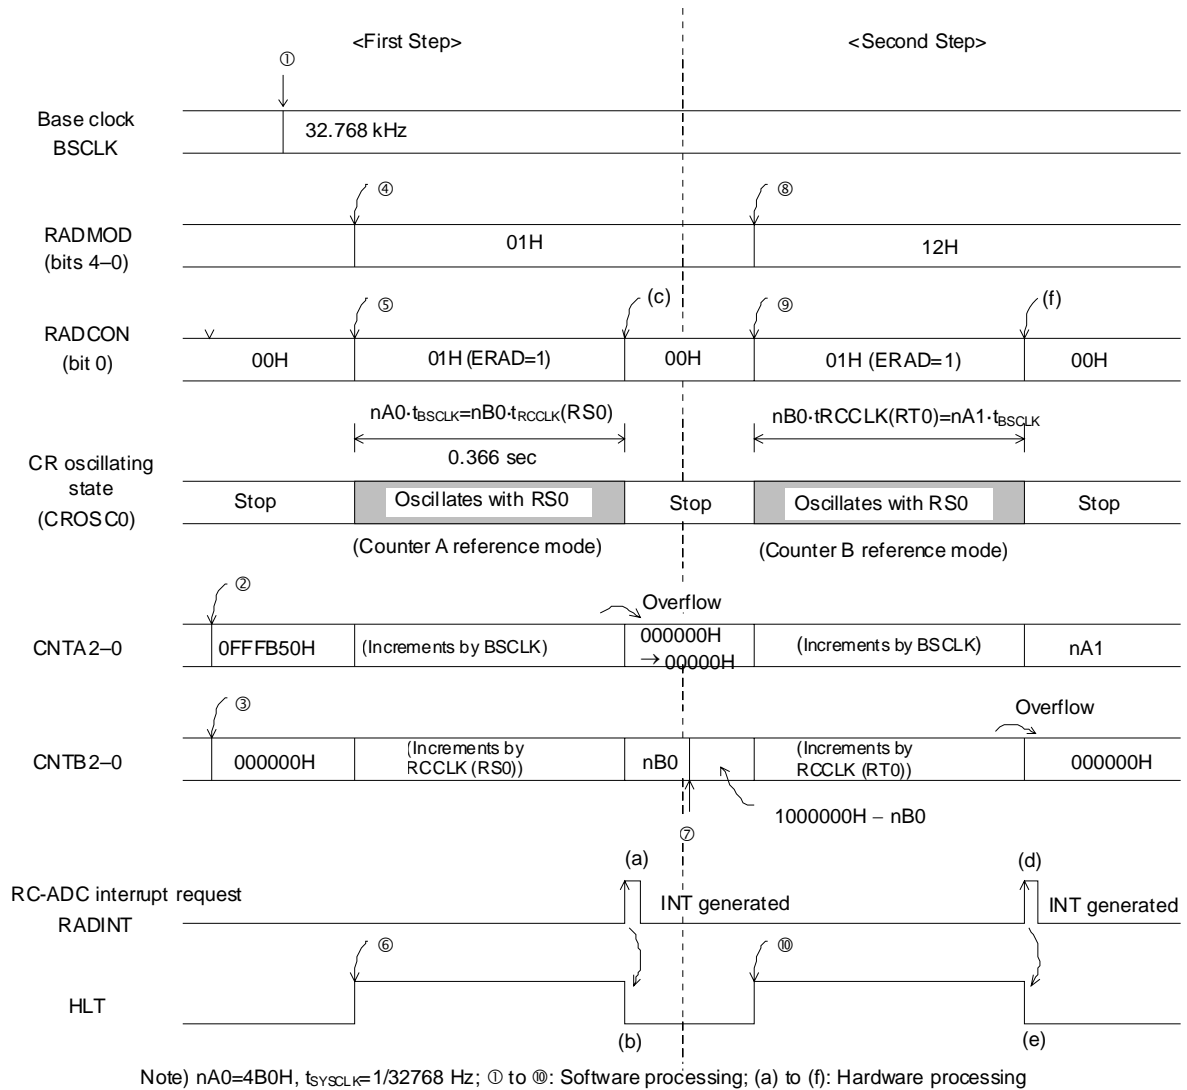 <First Step> <Second Step>
①
Base clock
BSCLK
32.768 kHz
④ ⑧
RADMOD
(bits 4–0)
01H 12H
⑤ (c) ⑨ (f)
RADCON
(bit 0)
00H 01H (ERAD=1) 00H 01H (ERAD=1) 00H
nA0·tBSCLK=nB0·tRCCLK(RS0) nB0·tRCCLK(RT0)=nA1·tBSCLK
0.366 sec
CR oscillating
state
(CROSC0)
Stop Oscillates with RS0 Stop Oscillates with RS0 Stop
(Counter A reference mode) (Counter B reference mode)
② Overflow
CNTA2–0
0FFFB50H (Increments by BSCLK) 000000H (Increments by BSCLK) nA1
→ 00000H
③ Overflow
CNTB2–0
000000H (Increments by nB0 (Increments by 000000H
RCCLK (RS0)) RCCLK (RT0))
1000000H – nB0
⑦
(a) (d)
RC-ADC interrupt request
RADINT
INT generated INT generated
⑥ ⑩
HLT
(b) (e)
Note) nA0=4B0H, tSYSCLK=1/32768 Hz; ① to ⑩: Software processing; (a) to (f): Hardware processing